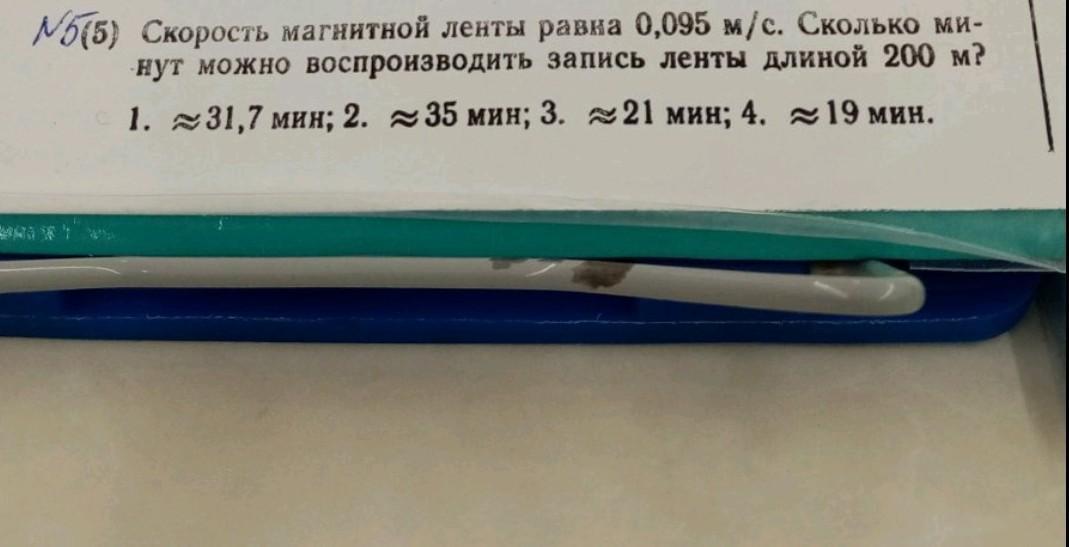 №5(5) Скорость магнитной ленты равна 0,095 м/с. Сколько ми-
нут можно воспроизводить запись ленты длиной 200 м?
1. ≈31,7 мин; 2. ≈35 мин; 3. ≈21 мин; 4. ≈19 мин.